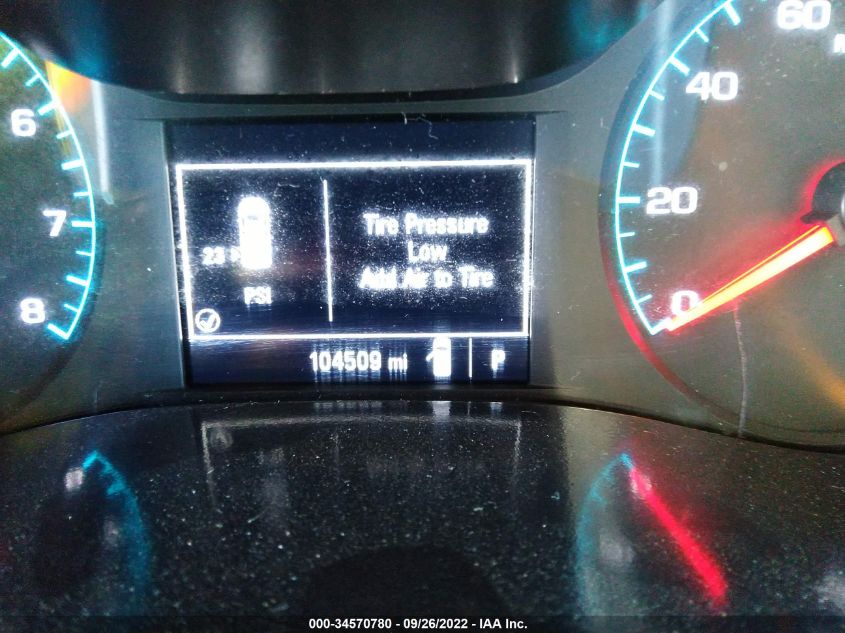 60
40
20
0
6
7
8
23
PSI
Tire Pressure
Low
Add Air to Tire
104509 mi
P
000-34570780 - 09/26/2022 - IAA Inc.